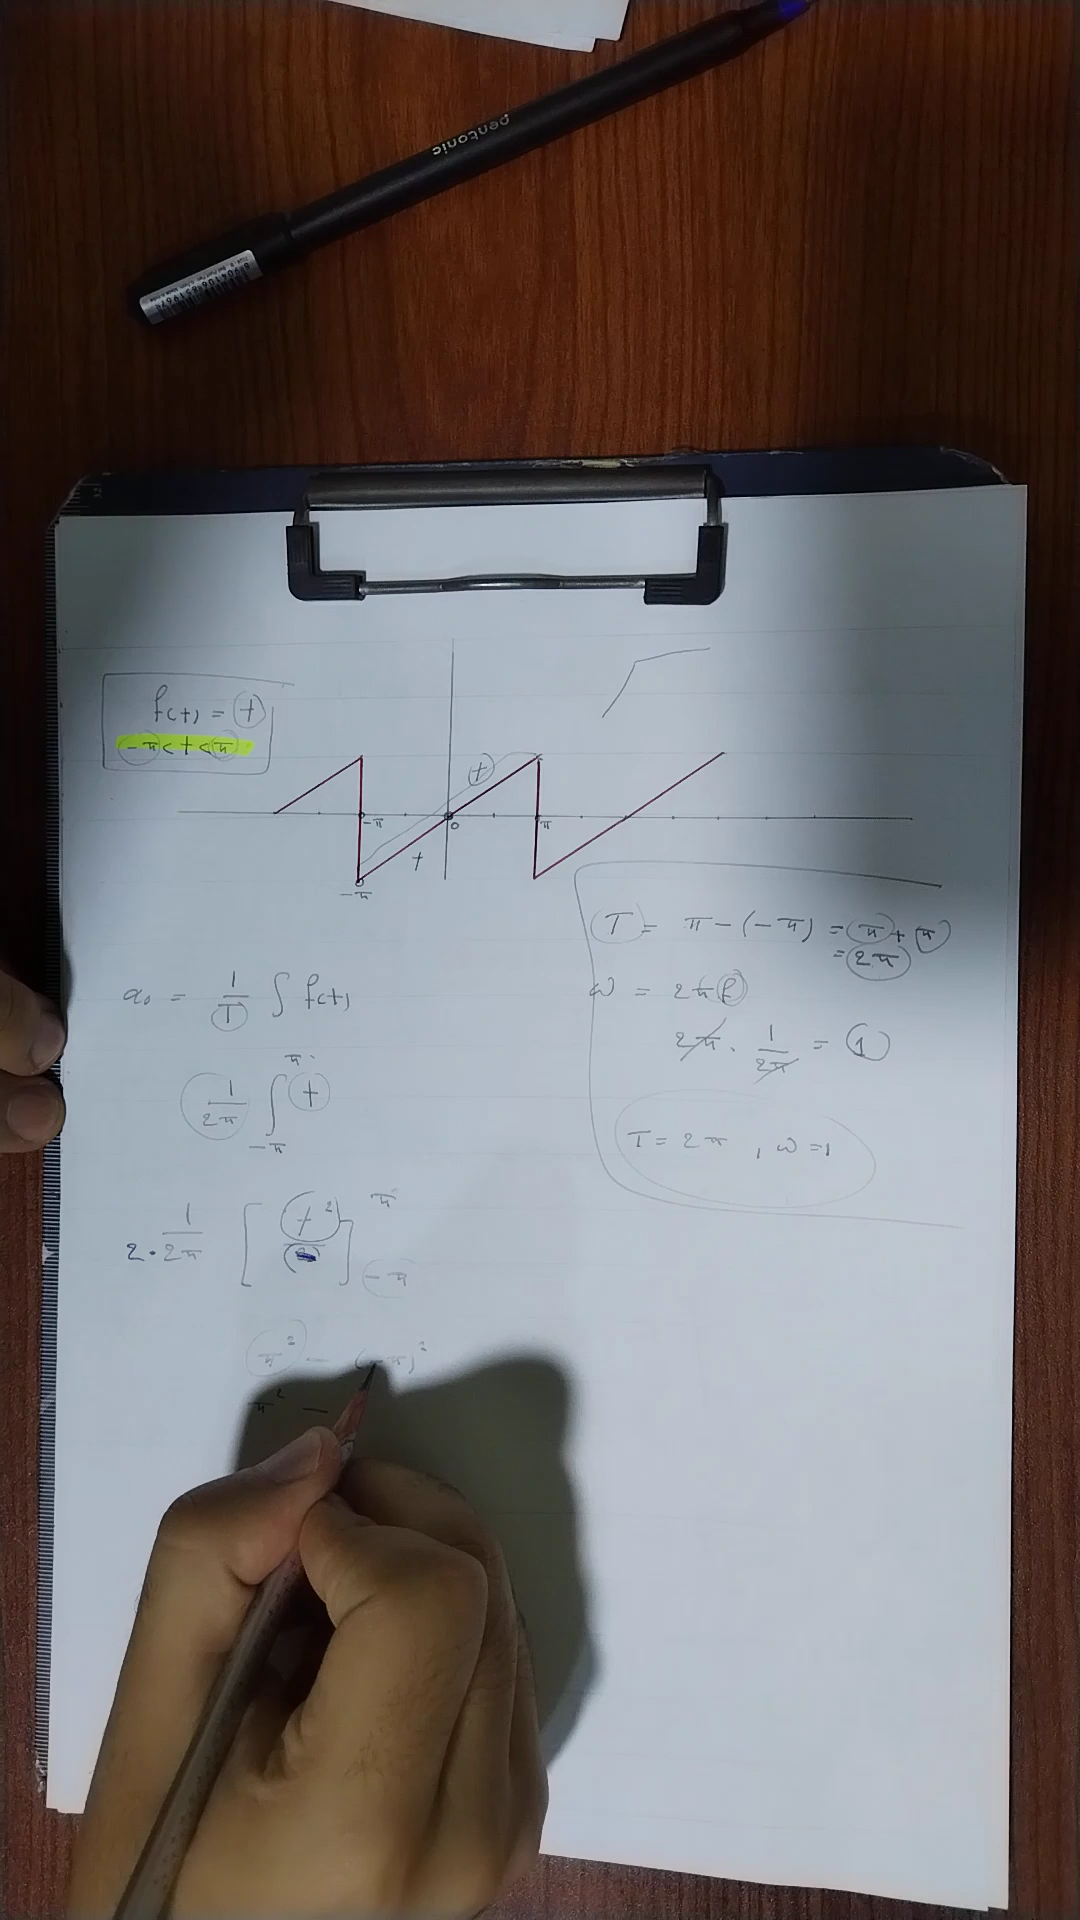 pentonic
f(t) = t
-π < t < π
t
-π
0
π
t
-π
T = π - (-π) = π + π
= 2π
ω = 2πf
2π . 1/2π = 1
T = 2π , ω = 1
a₀ = 1/T ∫ f(t)
1/2π ∫ t
π
-π
2 . 1/2π [ t² ]
π
-π
π² - (-π)²
π² -